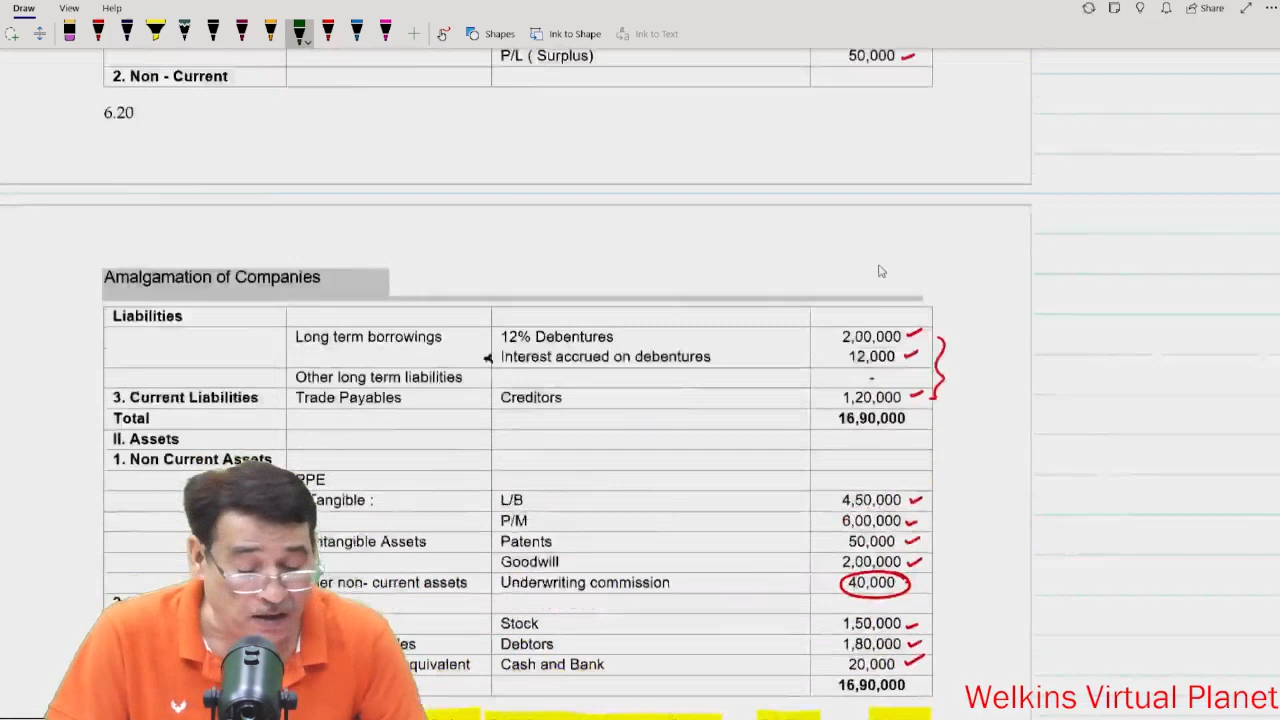 Draw View Help Share
Shapes Ink to Shape Ink to Text
P/L ( Surplus) 50,000
2. Non - Current
6.20
Amalgamation of Companies
Liabilities
Long term borrowings 12% Debentures 2,00,000
Interest accrued on debentures 12,000
Other long term liabilities -
3. Current Liabilities Trade Payables Creditors 1,20,000
Total 16,90,000
II. Assets
1. Non Current Assets
PPE
Tangible : L/B 4,50,000
P/M 6,00,000
ntangible Assets Patents 50,000
Goodwill 2,00,000
er non- current assets Underwriting commission 40,000
Stock 1,50,000
es Debtors 1,80,000
equivalent Cash and Bank 20,000
16,90,000
Welkins Virtual Planet